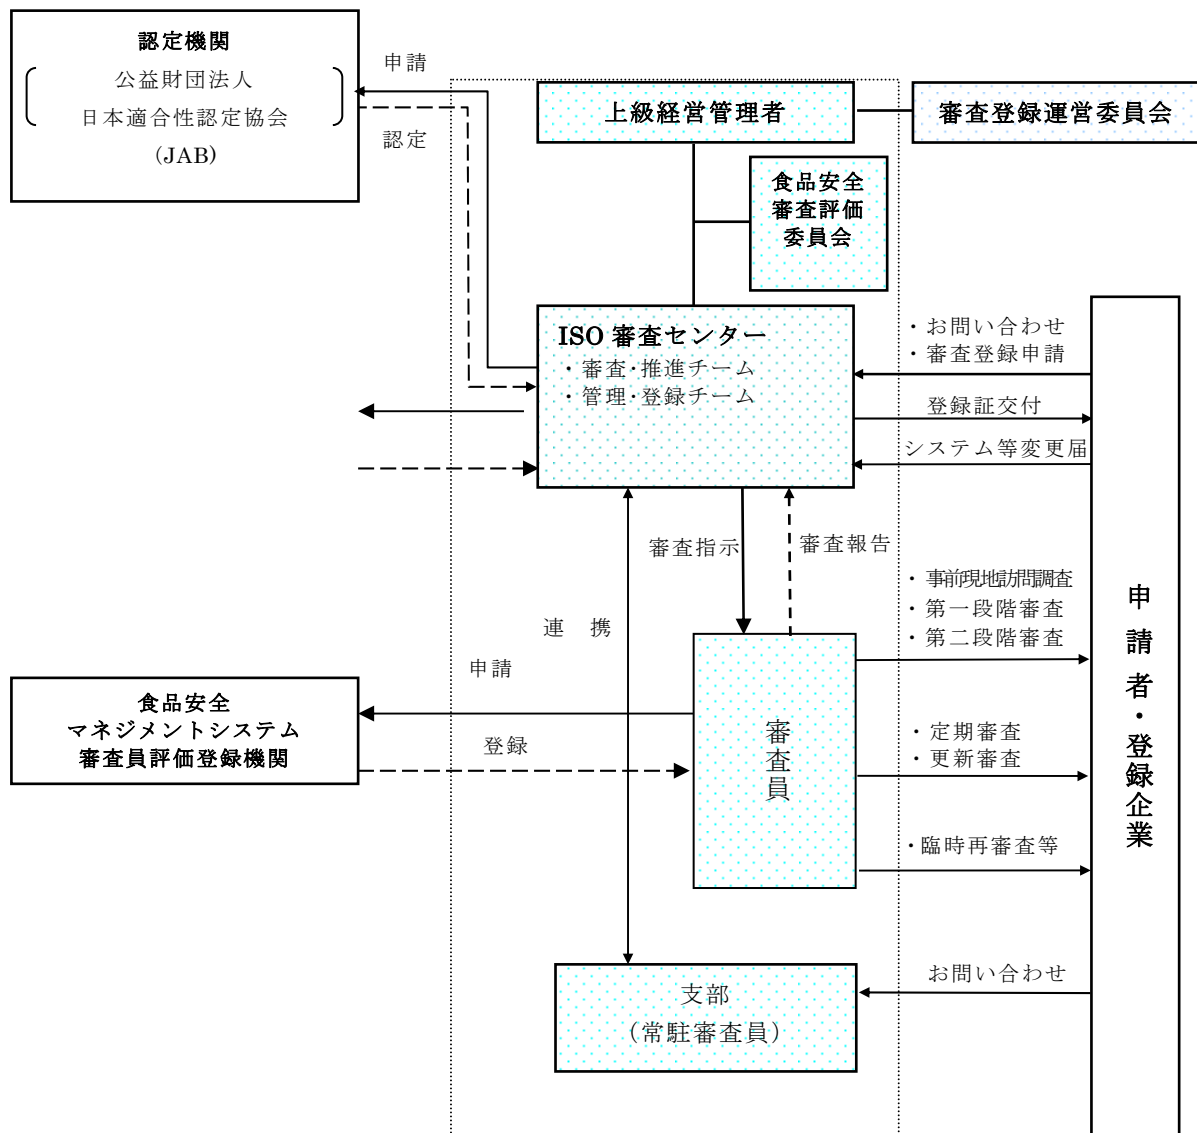 認定機関
公益財団法人
日本適合性認定協会
(JAB)
申請
認定
上級経営管理者
審査登録運営委員会
食品安全
審査評価
委員会
ISO 審査センター
・審査・推進チーム
・管理・登録チーム
・お問い合わせ
・審査登録申請
登録証交付
システム等変更届
審査指示
審査報告
連 携
・事前現地訪問調査
・第一段階審査
・第二段階審査
申請者・登録企業
申請
登録
食品安全
マネジメントシステム
審査員評価登録機関
審査員
・定期審査
・更新審査
・臨時再審査等
お問い合わせ
支部
（常駐審査員）